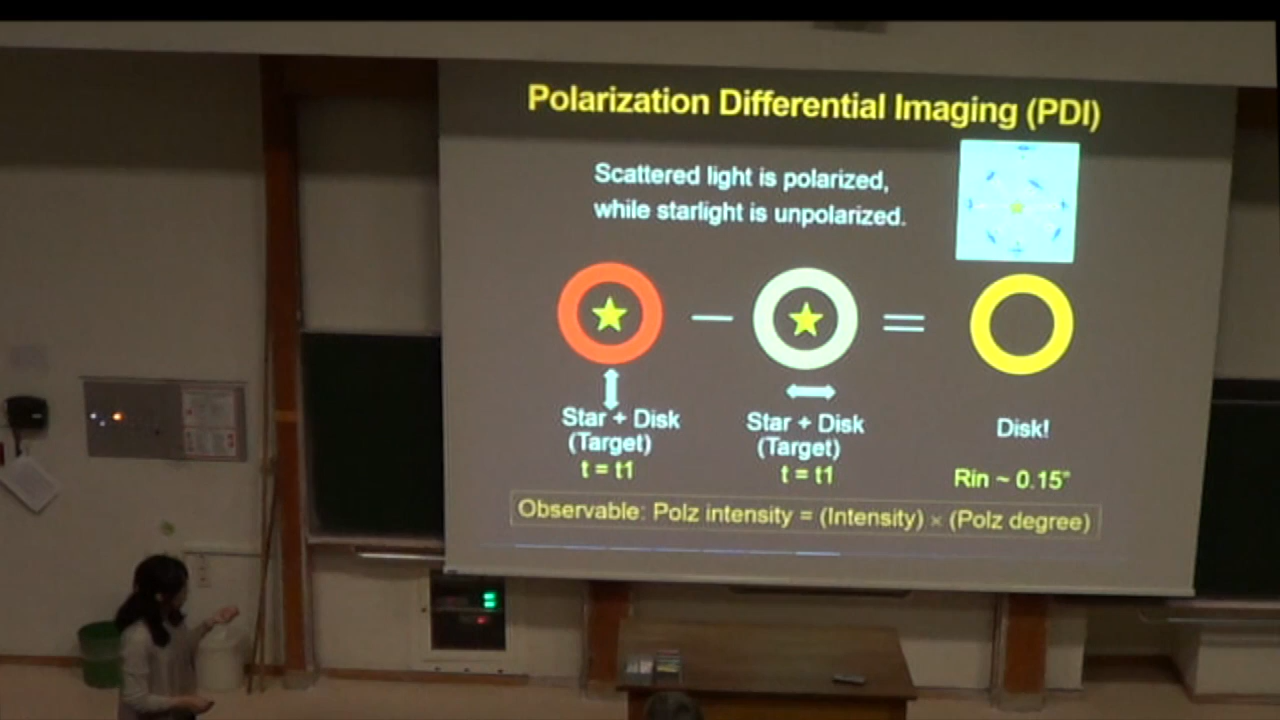 Polarization Differential Imaging (PDI)
Scattered light is polarized,
while starlight is unpolarized.
Star + Disk
(Target)
t = t1
Star + Disk
(Target)
t = t1
Disk!
Rin ~ 0.15"
Observable: Polz intensity = (Intensity) × (Polz degree)